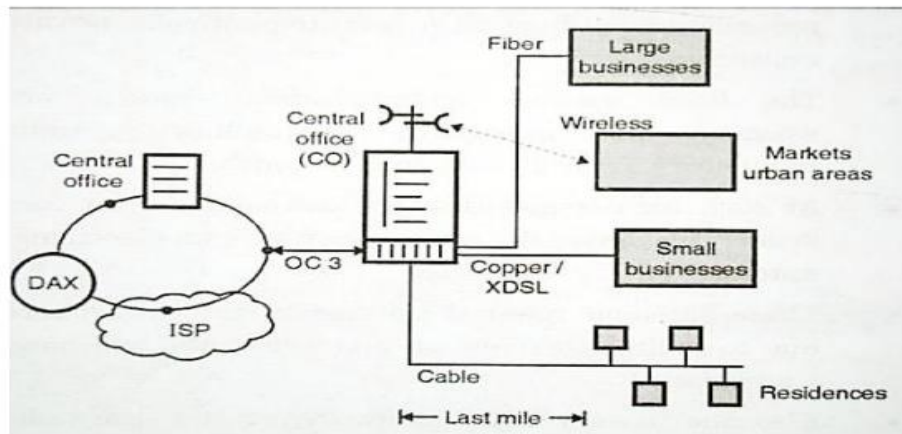 Fiber
Large
businesses
Central
office
(CO)
Wireless
Markets
urban areas
Central
office
OC 3
DAX
ISP
Copper /
XDSL
Small
businesses
Cable
Residences
Last mile